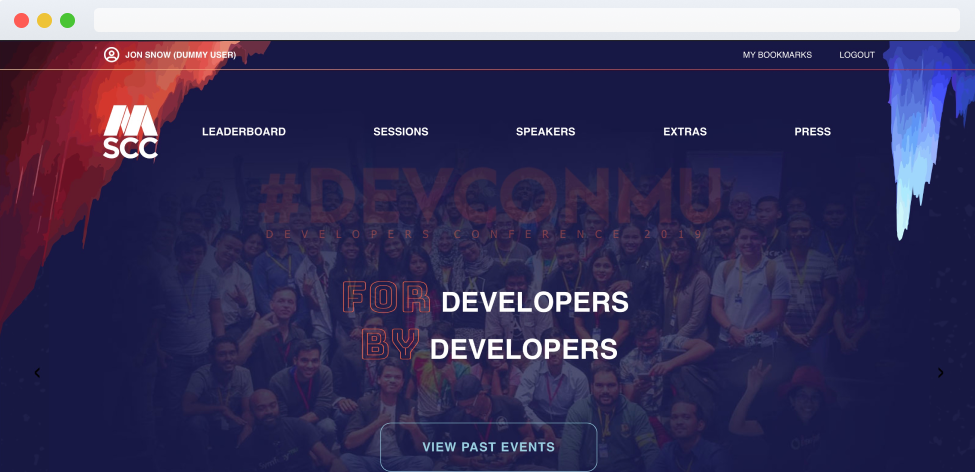 JON SNOW (DUMMY USER)
MY BOOKMARKS
LOGOUT
SCC
LEADERBOARD
SESSIONS
SPEAKERS
EXTRAS
PRESS
#DEVCONMU
DEVELOPERS CONFERENCE 2019
FOR DEVELOPERS
BY DEVELOPERS
VIEW PAST EVENTS